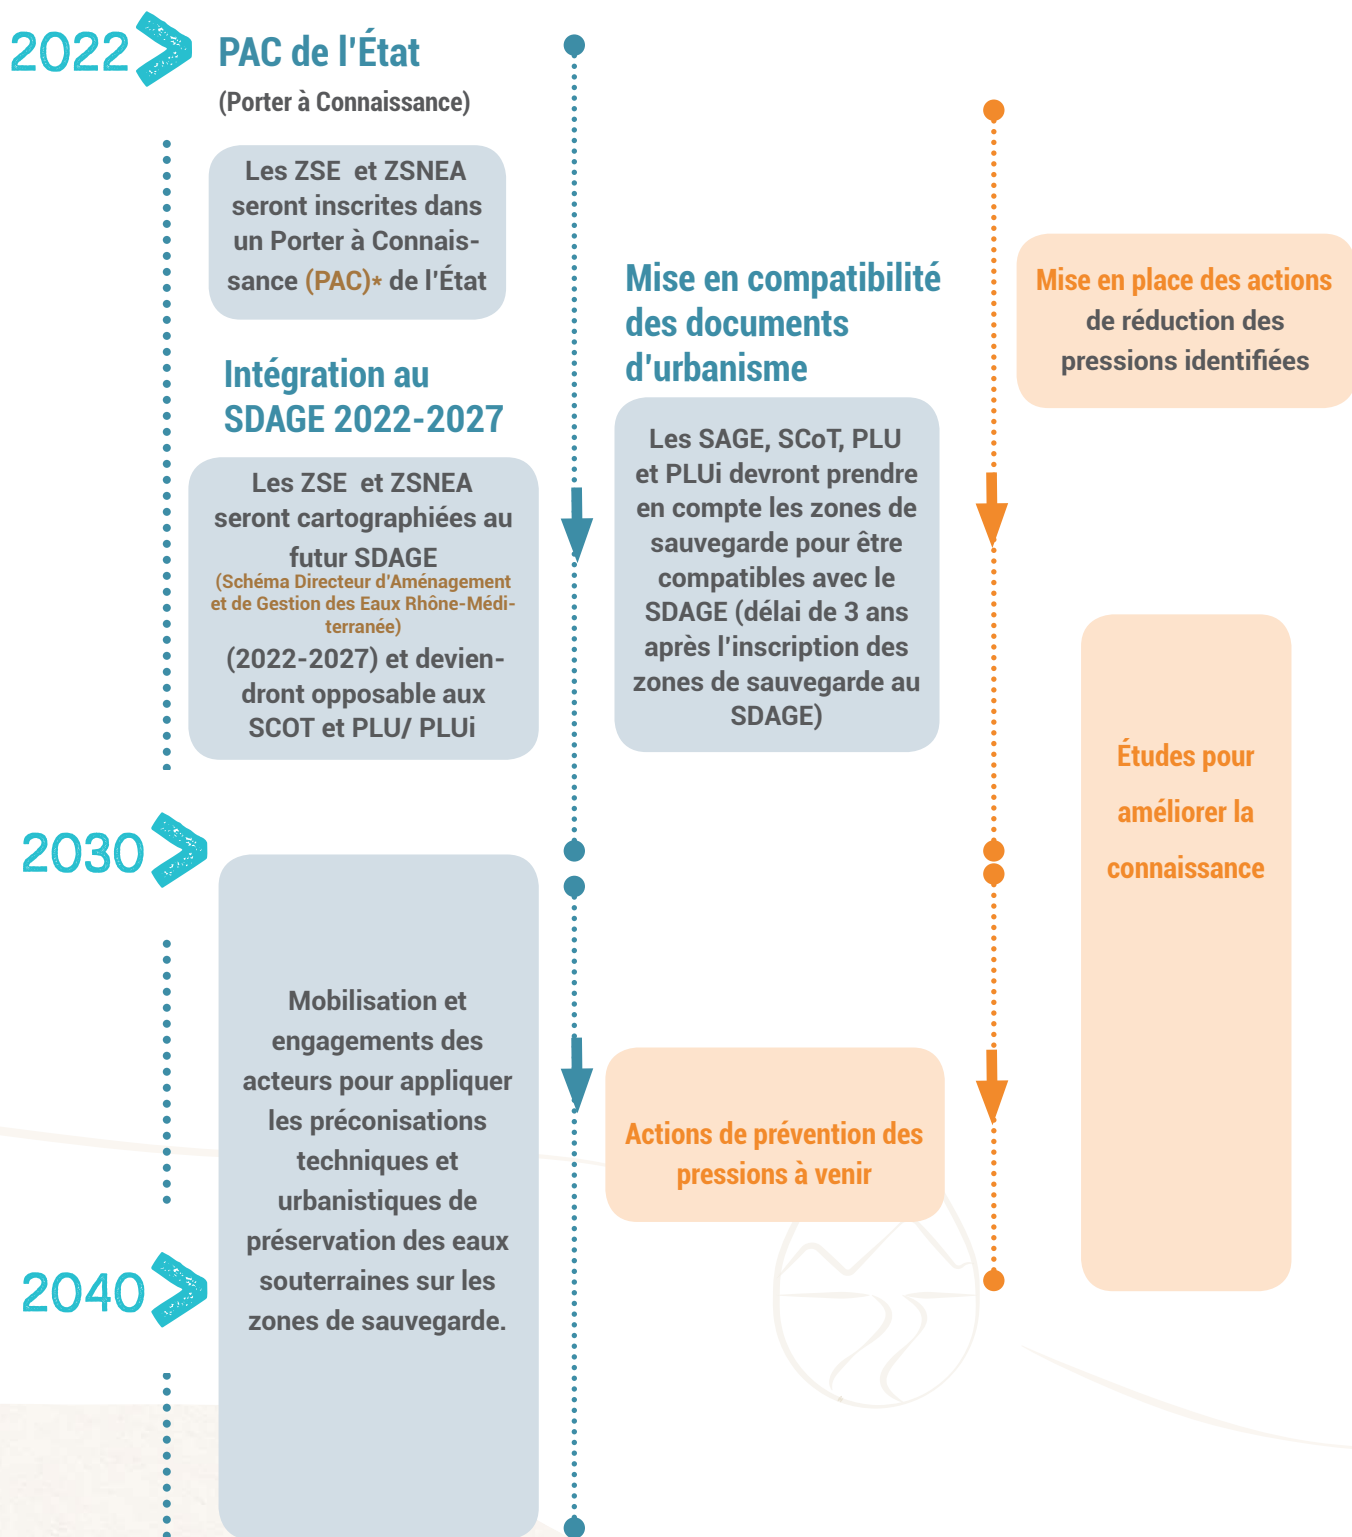 2022
PAC de l'État
(Porter à Connaissance)
Les ZSE et ZSNEA
seront inscrites dans
un Porter à Connais-
sance (PAC)* de l'État
Intégration au
SDAGE 2022-2027
Les ZSE et ZSNEA
seront cartographiées au
futur SDAGE
(Schéma Directeur d'Aménagement
et de Gestion des Eaux Rhône-Médi-
terranée)
(2022-2027) et devien-
dront opposable aux
SCOT et PLU/ PLUi
Mise en compatibilité
des documents
d'urbanisme
Les SAGE, SCoT, PLU
et PLUi devront prendre
en compte les zones de
sauvegarde pour être
compatibles avec le
SDAGE (délai de 3 ans
après l'inscription des
zones de sauvegarde au
SDAGE)
Mise en place des actions
de réduction des
pressions identifiées
Études pour
améliorer la
connaissance
2030
Mobilisation et
engagements des
acteurs pour appliquer
les préconisations
techniques et
urbanistiques de
préservation des eaux
souterraines sur les
zones de sauvegarde.
Actions de prévention des
pressions à venir
2040